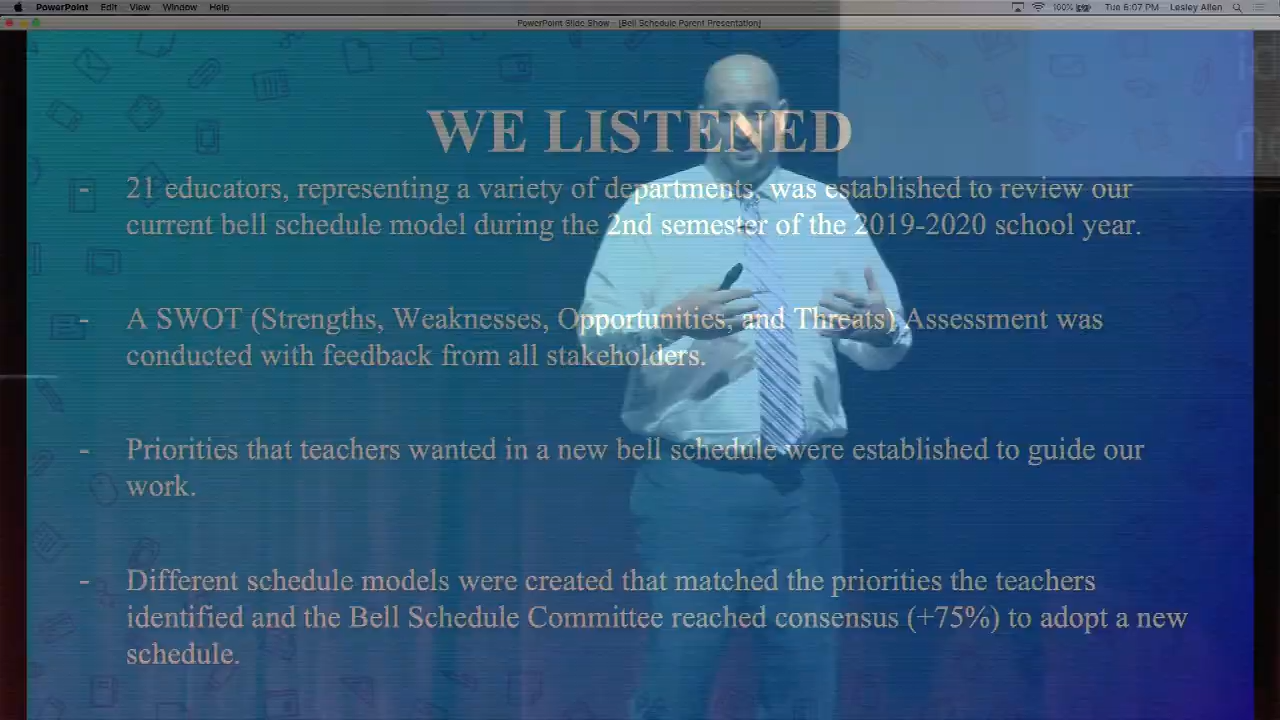 PowerPoint Edit View Window Help 100% Tue 6:07 PM Lesley Allen
PowerPoint Slide Show - [Bell Schedule Parent Presentation]
WE LISTENED
- 21 educators, representing a variety of departments, was established to review our
current bell schedule model during the 2nd semester of the 2019-2020 school year.
- A SWOT (Strengths, Weaknesses, Opportunities, and Threats) Assessment was
conducted with feedback from all stakeholders.
- Priorities that teachers wanted in a new bell schedule were established to guide our
work.
- Different schedule models were created that matched the priorities the teachers
identified and the Bell Schedule Committee reached consensus (+75%) to adopt a new
schedule.